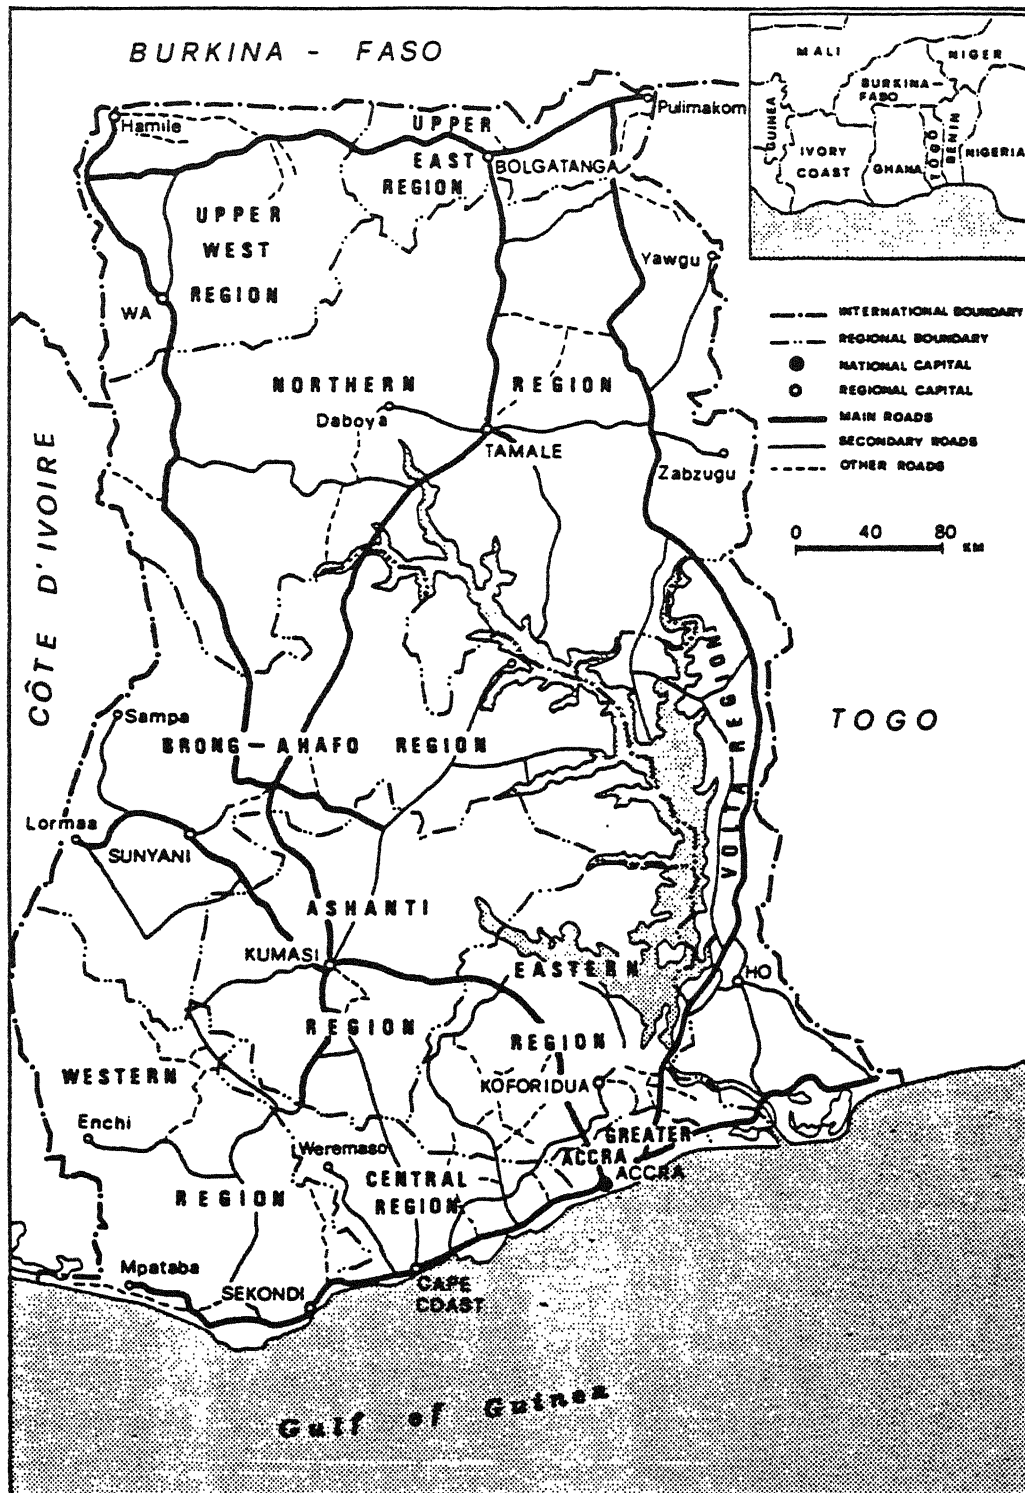 BURKINA - FASO
MALI
NIGER
BURKINA-
FASO
GUINEA
IVORY
COAST
GHANA
TOGO
BENIN
NIGERIA
Hamile
Pulimakom
UPPER
EAST
REGION
BOLGATANGA
UPPER
WEST
REGION
WA
Yawgu
INTERNATIONAL BOUNDARY
REGIONAL BOUNDARY
NATIONAL CAPITAL
REGIONAL CAPITAL
MAIN ROADS
SECONDARY ROADS
OTHER ROADS
0 40 80
KM
NORTHERN REGION
Daboya
TAMALE
Zabzugu
CÔTE D'IVOIRE
TOGO
VOLTA REGION
Sampa
BRONG-AHAFO REGION
Lormaa
SUNYANI
ASHANTI
REGION
KUMASI
EASTERN
REGION
HO
KOFORIDUA
WESTERN
REGION
Enchi
Weremaso
CENTRAL
REGION
GREATER
ACCRA
ACCRA
Mpataba
SEKONDI
CAPE
COAST
Gulf of Guinea